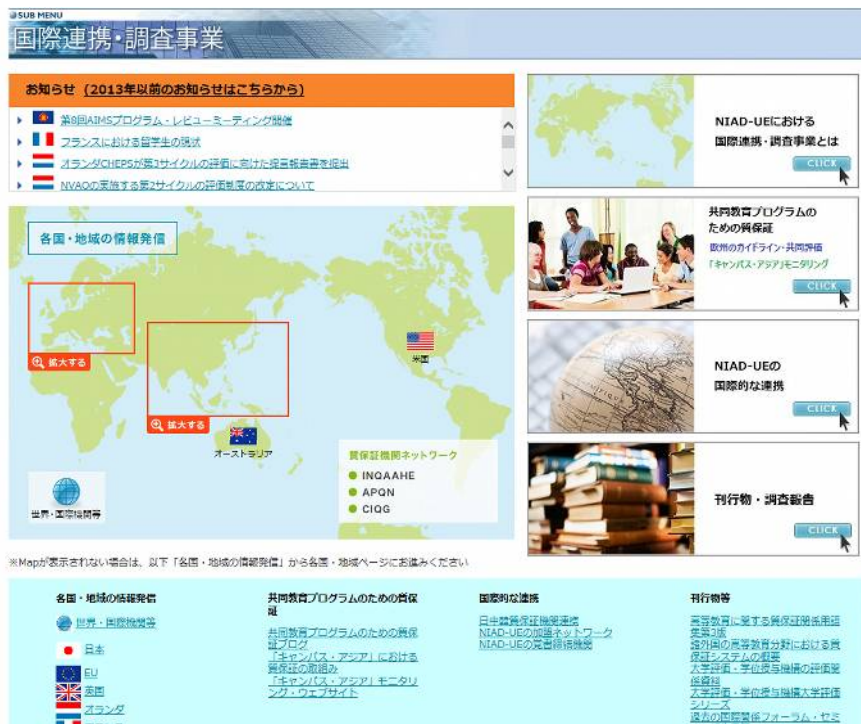 SUB MENU
国際連携・調査事業
お知らせ (2013年以前のお知らせはこちらから)
第8回AIMSプログラム・レビューミーティング開催
フランスにおける留学生の現状
オランダCHEPSが第3サイクルの評価に向けた提言報告書を提出
NVAOの実施する第2サイクルの評価制度の改定について
各国・地域の情報発信
拡大する
拡大する
米国
オーストラリア
世界・国際機関等
質保証機関ネットワーク
INQAAHE
APQN
CIQG
NIAD-UEにおける
国際連携・調査事業とは
CLICK
共同教育プログラムの
ための質保証
欧州のガイドライン・共同評価
「キャンパス・アジア」モニタリング
CLICK
NIAD-UEの
国際的な連携
CLICK
刊行物・調査報告
CLICK
※Mapが表示されない場合は、以下「各国・地域の情報発信」から各国・地域ページにお進みください
各国・地域の情報発信
世界・国際機関等
日本
EU
英国
オランダ
共同教育プログラムのための質保
証
共同教育プログラムのための質保
証ブログ
「キャンパス・アジア」における
質保証の取組み
「キャンパス・アジア」モニタリ
ング・ウェブサイト
国際的な連携
日中韓質保証機関連携
NIAD-UEの加盟ネットワーク
NIAD-UEの覚書締結機関
刊行物等
高等教育に関する質保証関係用語
集第3版
諸外国の高等教育分野における質
保証システムの概要
大学評価・学位授与機構の評価関
係資料
大学評価・学位授与機構大学評価
シリーズ
過去の国際関係フォーラム・セミ